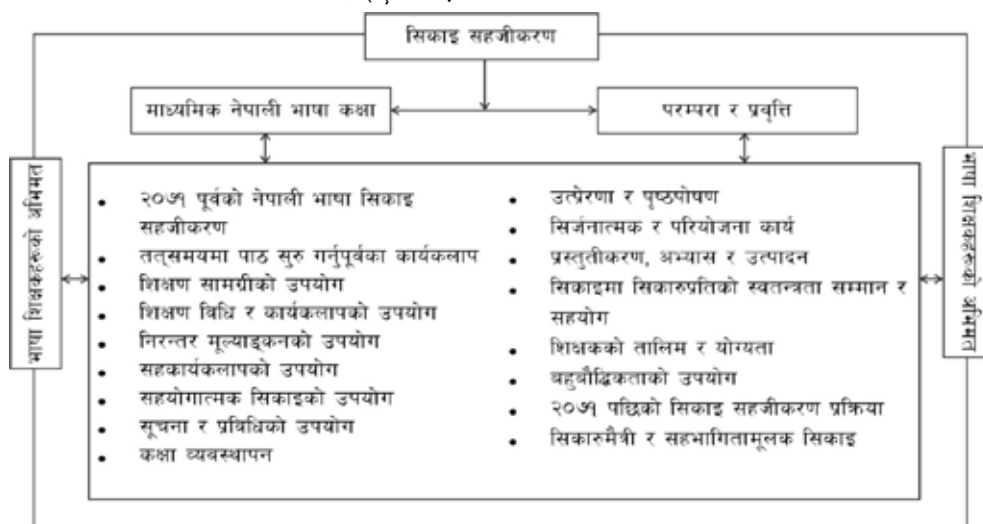 सिकाइ सहजीकरण
माध्यमिक नेपाली भाषा कक्षा
परम्परा र प्रवृत्ति
भाषा शिक्षकहरूको अभिमत
• २०७१ पूर्वको नेपाली भाषा सिकाइ
सहजीकरण
• तत्समयमा पाठ सुरु गर्नुपूर्वका कार्यकलाप
• शिक्षण सामग्रीको उपयोग
• शिक्षण विधि र कार्यकलापको उपयोग
• निरन्तर मूल्याङ्कनको उपयोग
• सहकार्यकलापको उपयोग
• सहयोगात्मक सिकाइको उपयोग
• सूचना र प्रविधिको उपयोग
• कक्षा व्यवस्थापन
• उत्प्रेरणा र पृष्ठपोषण
• सिर्जनात्मक र परियोजना कार्य
• प्रस्तुतीकरण, अभ्यास र उत्पादन
• सिकाइमा सिकारुप्रतिको स्वतन्त्रता सम्मान र
सहयोग
• शिक्षकको तालिम र योग्यता
• बहुबौद्धिकताको उपयोग
• २०७१ पछिको सिकाइ सहजीकरण प्रक्रिया
• सिकारुमैत्री र सहभागितामूलक सिकाइ
भाषा शिक्षकहरूको अभिमत